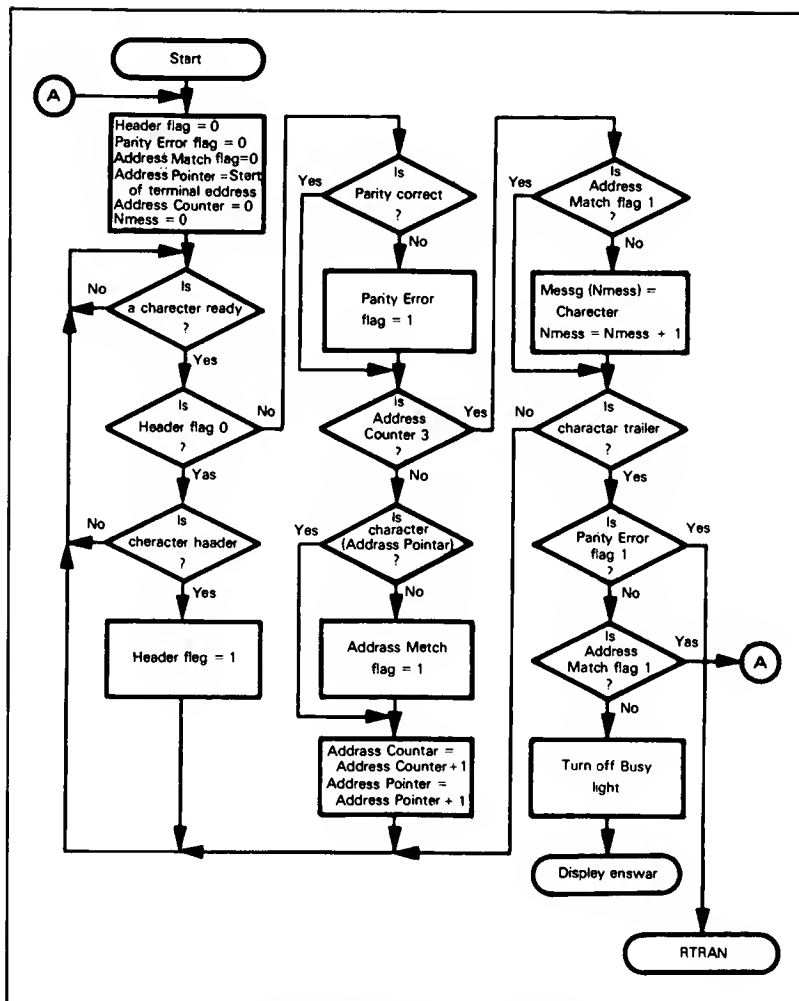 Start
A
Header flag = 0
Parity Error flag = 0
Address Match flag=0
Address Pointer = Start
of terminal eddress
Address Counter = 0
Nmess = 0
Is
a cherecter ready
?
No
Yes
Is
Header flag 0
?
No
Yas
Is
cherecter haader
?
No
Yes
Header fleg = 1
Is
Parity correct
?
Yes
No
Parity Error
flag = 1
Is
Address
Counter 3
?
Yes
No
Is
character
(Address Pointar)
?
Yes
No
Addrass Metch
flag = 1
Addrass Countar =
Address Counter + 1
Address Pointer =
Address Pointer + 1
Is
Address
Match flag 1
?
Yes
No
Messg (Nmess) =
Cherecter
Nmess = Nmess + 1
Is
charactar trailer
?
No
Yes
Is
Parity Error
flag 1
?
Yes
No
Is
Address
Match flag 1
?
Yas
A
No
Turn off Busy
light
Display enswar
RTRAN